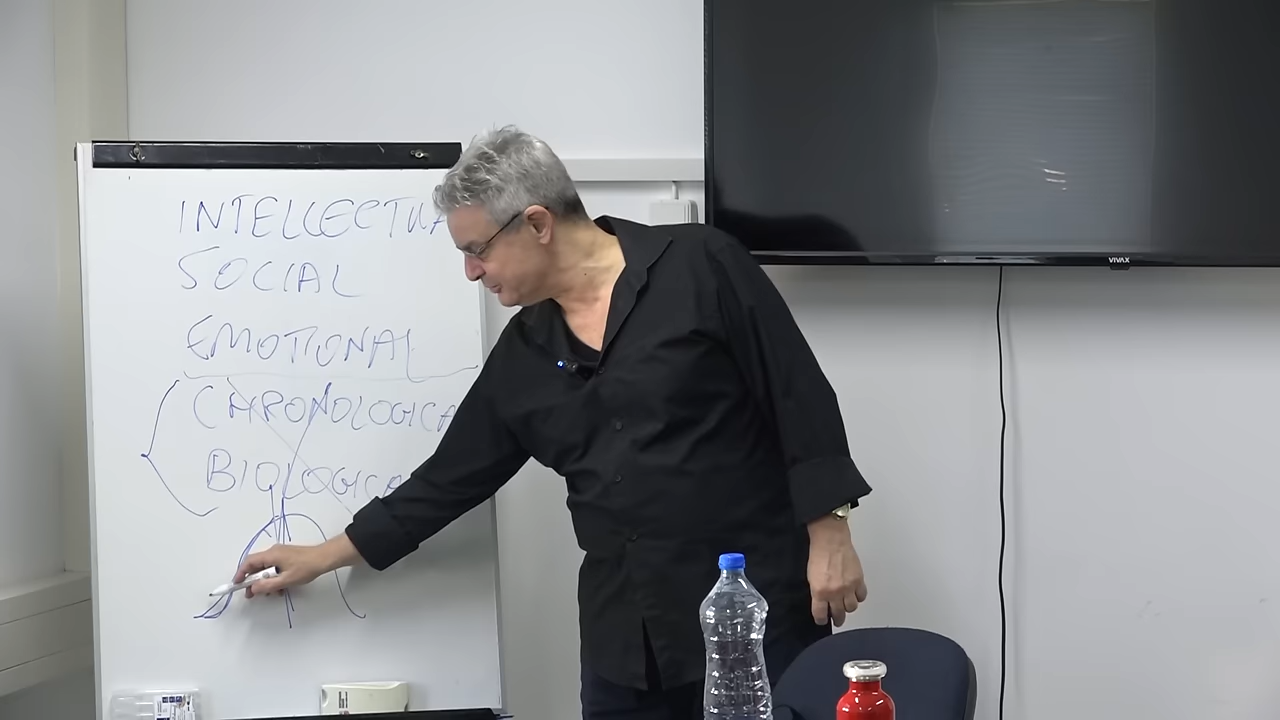 INTELLECTUA
SOCIAL
EMOTIONAL
CHRONOLOGICA
BIOLOGICA
VIVAX